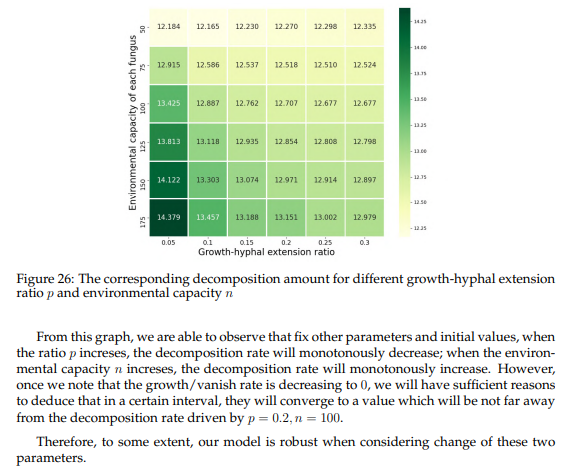 50 12.184 12.165 12.230 12.270 12.298 12.335
75 12.915 12.586 12.537 12.518 12.510 12.524
100 13.425 12.887 12.762 12.707 12.677 12.677
125 13.813 13.118 12.935 12.854 12.808 12.798
150 14.122 13.303 13.074 12.971 12.914 12.897
175 14.379 13.457 13.188 13.151 13.002 12.979
0.05 0.1 0.15 0.2 0.25 0.3
Environmental capacity of each fungus
Growth-hyphal extension ratio
14.25
14.00
13.75
13.50
13.25
13.00
12.75
12.50
12.25
Figure 26: The corresponding decomposition amount for different growth-hyphal extension
ratio p and environmental capacity n
From this graph, we are able to observe that fix other parameters and initial values, when
the ratio p increses, the decomposition rate will monotonously decrease; when the environ-
mental capacity n increses, the decomposition rate will monotonously increase. However,
once we note that the growth/vanish rate is decreasing to 0, we will have sufficient reasons
to deduce that in a certain interval, they will converge to a value which will be not far away
from the decomposition rate driven by p = 0.2, n = 100.
Therefore, to some extent, our model is robust when considering change of these two
parameters.